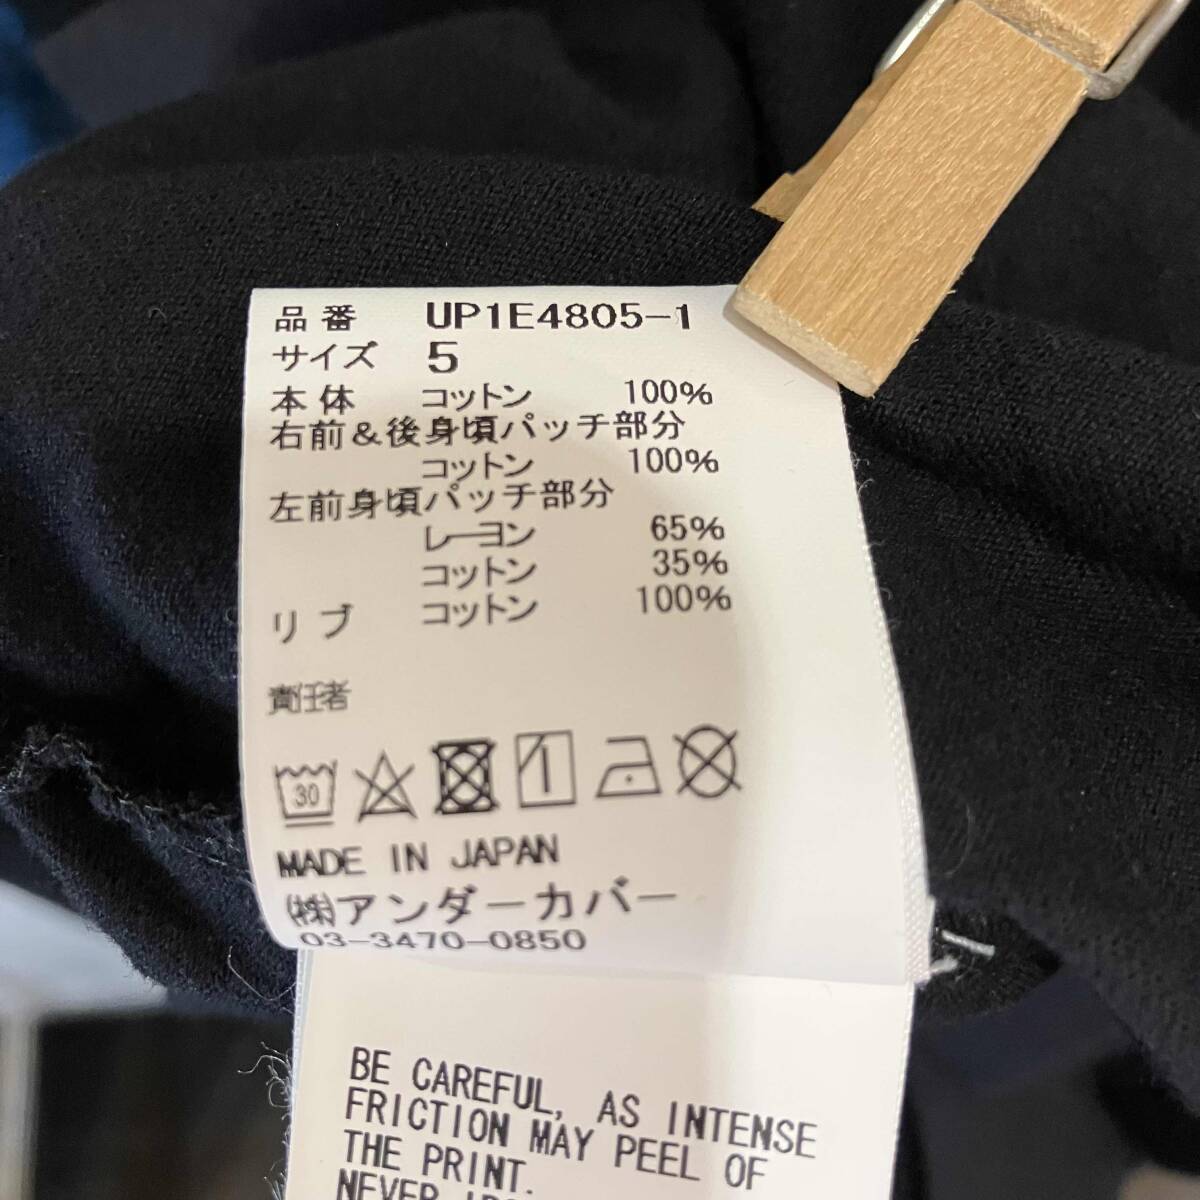 品番 UP1E4805-1
サイズ 5
本体 コットン 100%
右前&後身頃パッチ部分
コットン 100%
左前身頃パッチ部分
レーヨン 65%
コットン 35%
リブ コットン 100%
責任者
30
MADE IN JAPAN
㈱アンダーカバー
03-3470-0850
BE CAREFUL, AS INTENSE
FRICTION MAY PEEL OF
THE PRINT.
NEVER